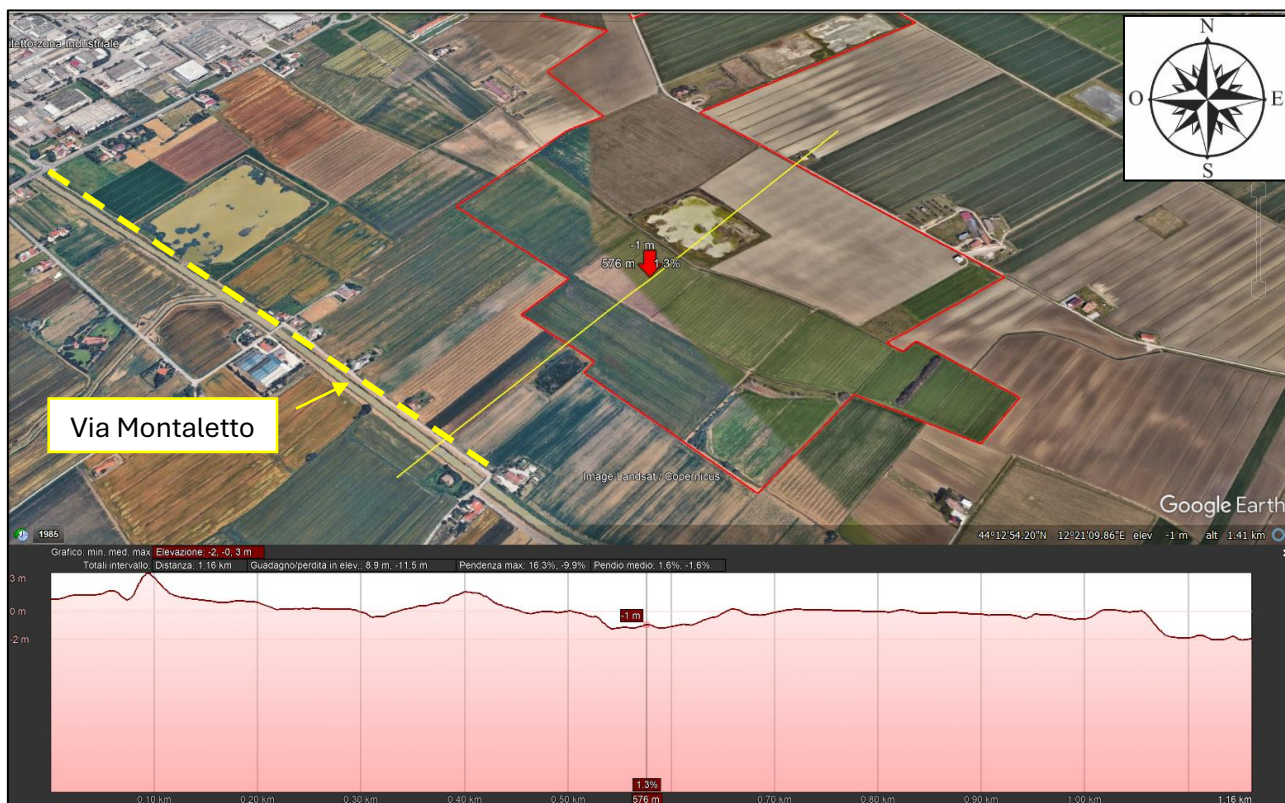 N
O
E
S
iletto-zona Industriale
-1 m
576 m 1.3%
Via Montaletto
Image Landsat / Copernicus
Google Earth
1985
44°12'54.20"N 12°21'09.86"E elev -1 m alt 1.41 km
Grafico: min. med. max Elevazione: -2, -0, 3 m
Totali intervallo: Distanza: 1.16 km Guadagno/perdita in elev.: 8.9 m, -11.5 m Pendenza max: 16.3%, -9.9% Pendio medio: 1.6%, -1.6%
3 m
0 m
-2 m
-1 m
1.3%
0.10 km 0.20 km 0.30 km 0.40 km 0.50 km 576 m 0.70 km 0.80 km 0.90 km 1.00 km 1.16 km